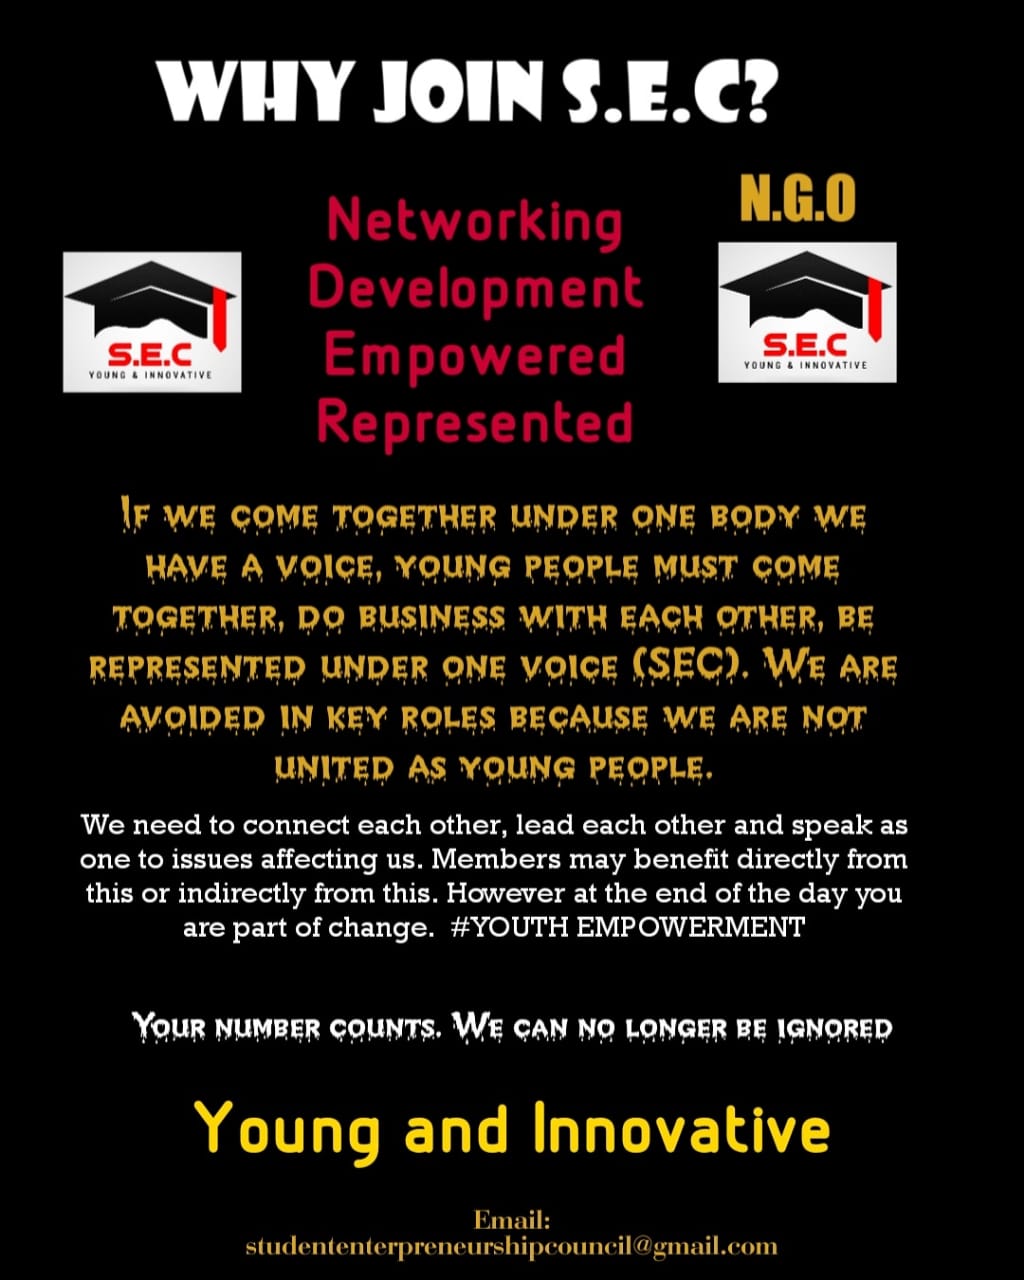 WHY JOIN S.E.C?
N.G.O
Networking
Development
Empowered
Represented
S.E.C
YOUNG & INNOVATIVE
S.E.C
YOUNG & INNOVATIVE
If we come together under one body we
have a voice, young people must come
together, do business with each other, be
represented under one voice (SEC). We are
avoided in key roles because we are not
united as young people.
We need to connect each other, lead each other and speak as
one to issues affecting us. Members may benefit directly from
this or indirectly from this. However at the end of the day you
are part of change. #YOUTH EMPOWERMENT
Your number counts. We can no longer be ignored
Young and Innovative
Email:
studententerpreneurshipcouncil@gmail.com